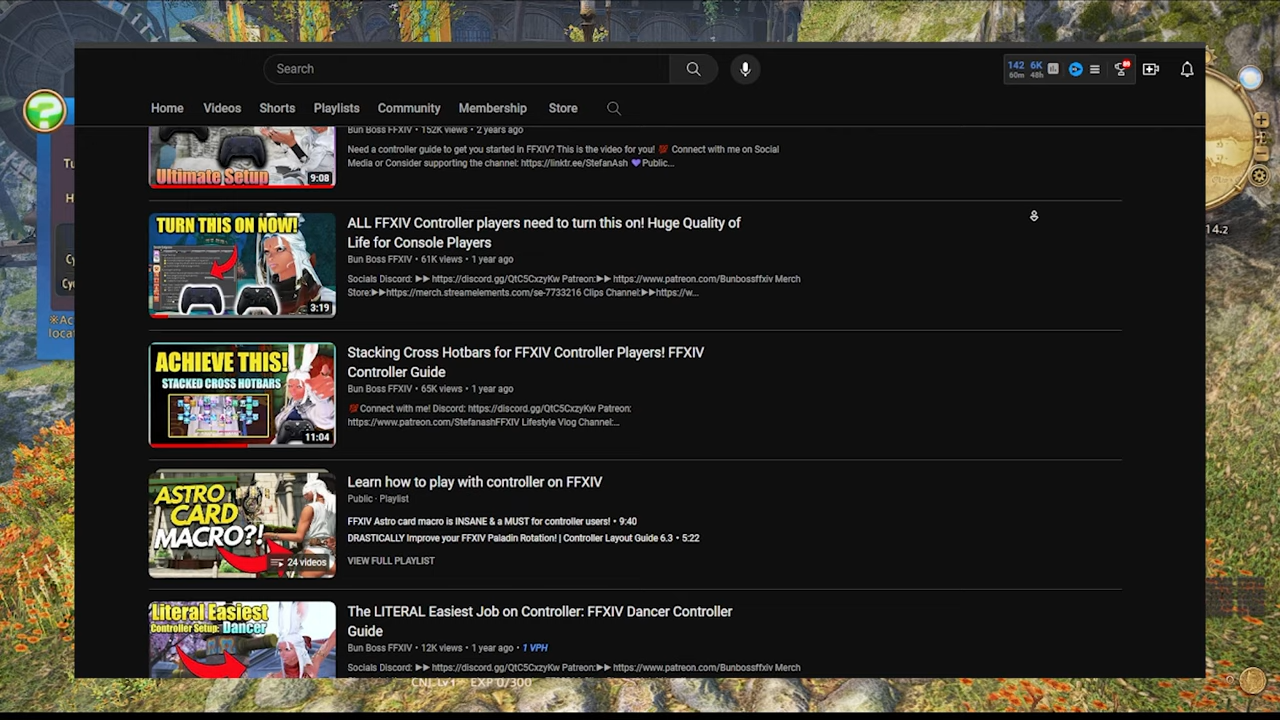 Search
142 6K
60m 48h
Home Videos Shorts Playlists Community Membership Store
Bun Boss FFXIV • 152K views • 2 years ago
Need a controller guide to get you started in FFXIV? This is the video for you! 💯 Connect with me on Social
Media or Consider supporting the channel: https://linktr.ee/StefanAsh 💜Public...
Ultimate Setup
9:08
TURN THIS ON NOW!
3:19
ALL FFXIV Controller players need to turn this on! Huge Quality of
Life for Console Players
Bun Boss FFXIV • 61K views • 1 year ago
Socials Discord: ▶▶ https://discord.gg/QtC5CxzyKw Patreon:▶▶ https://www.patreon.com/Bunbossffxiv Merch
Store:▶▶https://merch.streamelements.com/se-7733216 Clips Channel:▶▶https://w...
ACHIEVE THIS!
STACKED CROSS HOTBARS
11:04
Stacking Cross Hotbars for FFXIV Controller Players! FFXIV
Controller Guide
Bun Boss FFXIV • 65K views • 1 year ago
💯Connect with me! Discord: https://discord.gg/QtC5CxzyKw Patreon:
https://www.patreon.com/StefanashFFXIV Lifestyle Vlog Channel:...
ASTRO
CARD
MACRO?!
24 videos
Learn how to play with controller on FFXIV
Public · Playlist
FFXIV Astro card macro is INSANE & a MUST for controller users! • 9:40
DRASTICALLY Improve your FFXIV Paladin Rotation! | Controller Layout Guide 6.3 • 5:22
VIEW FULL PLAYLIST
Literal Easiest
Controller Setup: Dancer
The LITERAL Easiest Job on Controller: FFXIV Dancer Controller
Guide
Bun Boss FFXIV • 12K views • 1 year ago • 1 VPH
Socials Discord: ▶▶ https://discord.gg/QtC5CxzyKw Patreon:▶▶ https://www.patreon.com/Bunbossffxiv Merch
14.2
EXP 0/300